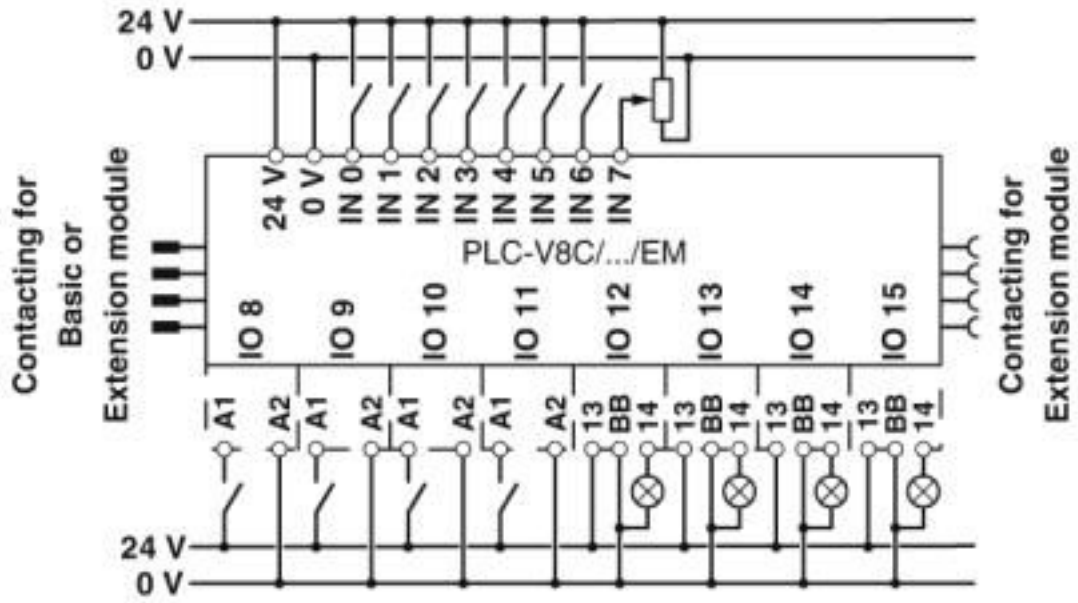 24 V
0 V
Contacting for
Basic or
Extension module
24 V
0 V
IN 0
IN 1
IN 2
IN 3
IN 4
IN 5
IN 6
IN 7
PLC-V8C/.../EM
IO 8
IO 9
IO 10
IO 11
IO 12
IO 13
IO 14
IO 15
Contacting for
Extension module
A1
A2
A1
A2
A1
A2
A1
A2
13
BB
14
13
BB
14
13
BB
14
13
BB
14
24 V
0 V